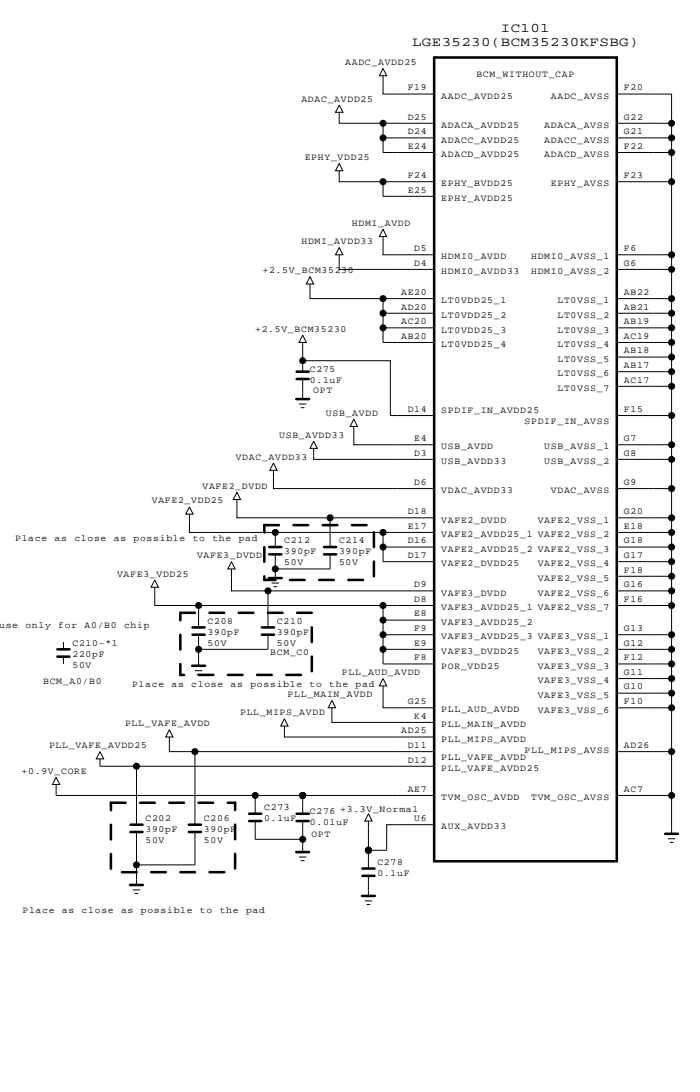 IC101
LGE35230(BCM35230KFSBG)
BCM_WITHOUT_CAP
AADC_AVDD25
F19 AADC_AVDD25 AADC_AVSS F20
ADAC_AVDD25
D25 ADACA_AVDD25 ADACA_AVSS G22
D24 ADACC_AVDD25 ADACC_AVSS G21
E24 ADACD_AVDD25 ADACD_AVSS F22
EPHY_VDD25
F24 EPHY_BVDD25 EPHY_AVSS F23
E25 EPHY_AVDD25
HDMI_AVDD
HDMI_AVDD33
D5 HDMI0_AVDD HDMI0_AVSS_1 F6
D4 HDMI0_AVDD33 HDMI0_AVSS_2 G6
+2.5V_BCM35230
AE20 LT0VDD25_1 LT0VSS_1 AB22
AD20 LT0VDD25_2 LT0VSS_2 AB21
AC20 LT0VDD25_3 LT0VSS_3 AB19
AB20 LT0VDD25_4 LT0VSS_4 AC19
LT0VSS_5 AB18
LT0VSS_6 AB17
LT0VSS_7 AC17
+2.5V_BCM35230
C275
0.1uF
OPT
D14 SPDIF_IN_AVDD25
SPDIF_IN_AVSS F15
USB_AVDD
USB_AVDD33
E4 USB_AVDD USB_AVSS_1 G7
D3 USB_AVDD33 USB_AVSS_2 G8
VDAC_AVDD33
D6 VDAC_AVDD33 VDAC_AVSS G9
VAFE2_DVDD
VAFE2_VDD25
D18 VAFE2_DVDD VAFE2_VSS_1 G20
E17 VAFE2_AVDD25_1 VAFE2_VSS_2 E18
D16 VAFE2_AVDD25_2 VAFE2_VSS_3 G18
D17 VAFE2_DVDD25 VAFE2_VSS_4 G17
VAFE2_VSS_5 F18
VAFE2_VSS_6 G16
VAFE2_VSS_7 F16
Place as close as possible to the pad
C212
390pF
50V
C214
390pF
50V
VAFE3_DVDD
VAFE3_VDD25
D9 VAFE3_DVDD
D8 VAFE3_AVDD25_1
E8 VAFE3_AVDD25_2
F9 VAFE3_AVDD25_3 VAFE3_VSS_1 G13
E9 VAFE3_DVDD25 VAFE3_VSS_2 G12
F8 POR_VDD25 VAFE3_VSS_3 F12
VAFE3_VSS_4 G11
VAFE3_VSS_5 G10
VAFE3_VSS_6 F10
use only for A0/B0 chip
C210-*1
220pF
50V
BCM_A0/B0
C208
390pF
50V
C210
390pF
50V
BCM_C0
Place as close as possible to the pad
PLL_AUD_AVDD
PLL_MAIN_AVDD
PLL_MIPS_AVDD
PLL_VAFE_AVDD
PLL_VAFE_AVDD25
+0.9V_CORE
G25 PLL_AUD_AVDD
K4 PLL_MAIN_AVDD
AD25 PLL_MIPS_AVDD
D11 PLL_VAFE_AVDD PLL_MIPS_AVSS AD26
D12 PLL_VAFE_AVDD25
AE7 TVM_OSC_AVDD TVM_OSC_AVSS AC7
U6 AUX_AVDD33
C202
390pF
50V
C206
390pF
50V
C273
0.1uF
C276
0.01uF
OPT
+3.3V_Normal
C278
0.1uF
Place as close as possible to the pad